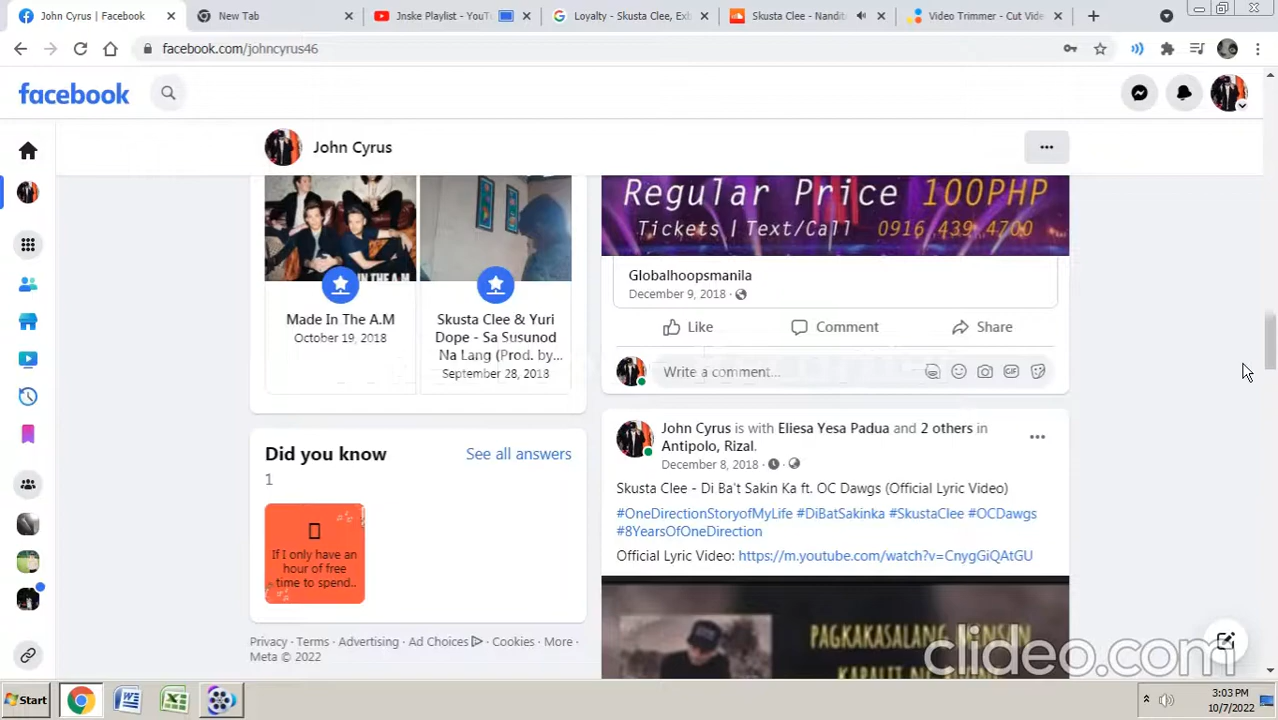 John Cyrus | Facebook
New Tab
Jnske Playlist - YouTu
Loyalty - Skusta Clee, Exb
Skusta Clee - Nandit
Video Trimmer - Cut Vide
facebook.com/johncyrus46
facebook
John Cyrus
Regular Price 100PHP
Tickets | Text/Call 0916 439 4700
IN THE A.M
Made In The A.M
October 19, 2018
Skusta Clee & Yuri
Dope - Sa Susunod
Na Lang (Prod. by...
September 28, 2018
Globalhoopsmanila
December 9, 2018 ·
Like
Comment
Share
Write a comment...
GIF
Did you know
See all answers
1
If I only have an
hour of free
time to spend..
Privacy · Terms · Advertising · Ad Choices · Cookies · More ·
Meta © 2022
John Cyrus is with Eliesa Yesa Padua and 2 others in
Antipolo, Rizal.
December 8, 2018 ·
Skusta Clee - Di Ba't Sakin Ka ft. OC Dawgs (Official Lyric Video)
#OneDirectionStoryofMyLife #DiBatSakinka #SkustaClee #OCDawgs
#8YearsOfOneDirection
Official Lyric Video: https://m.youtube.com/watch?v=CnygGiQAtGU
PAGKAKASALANG MINSAN
clideo.com
Start
3:03 PM
10/7/2022